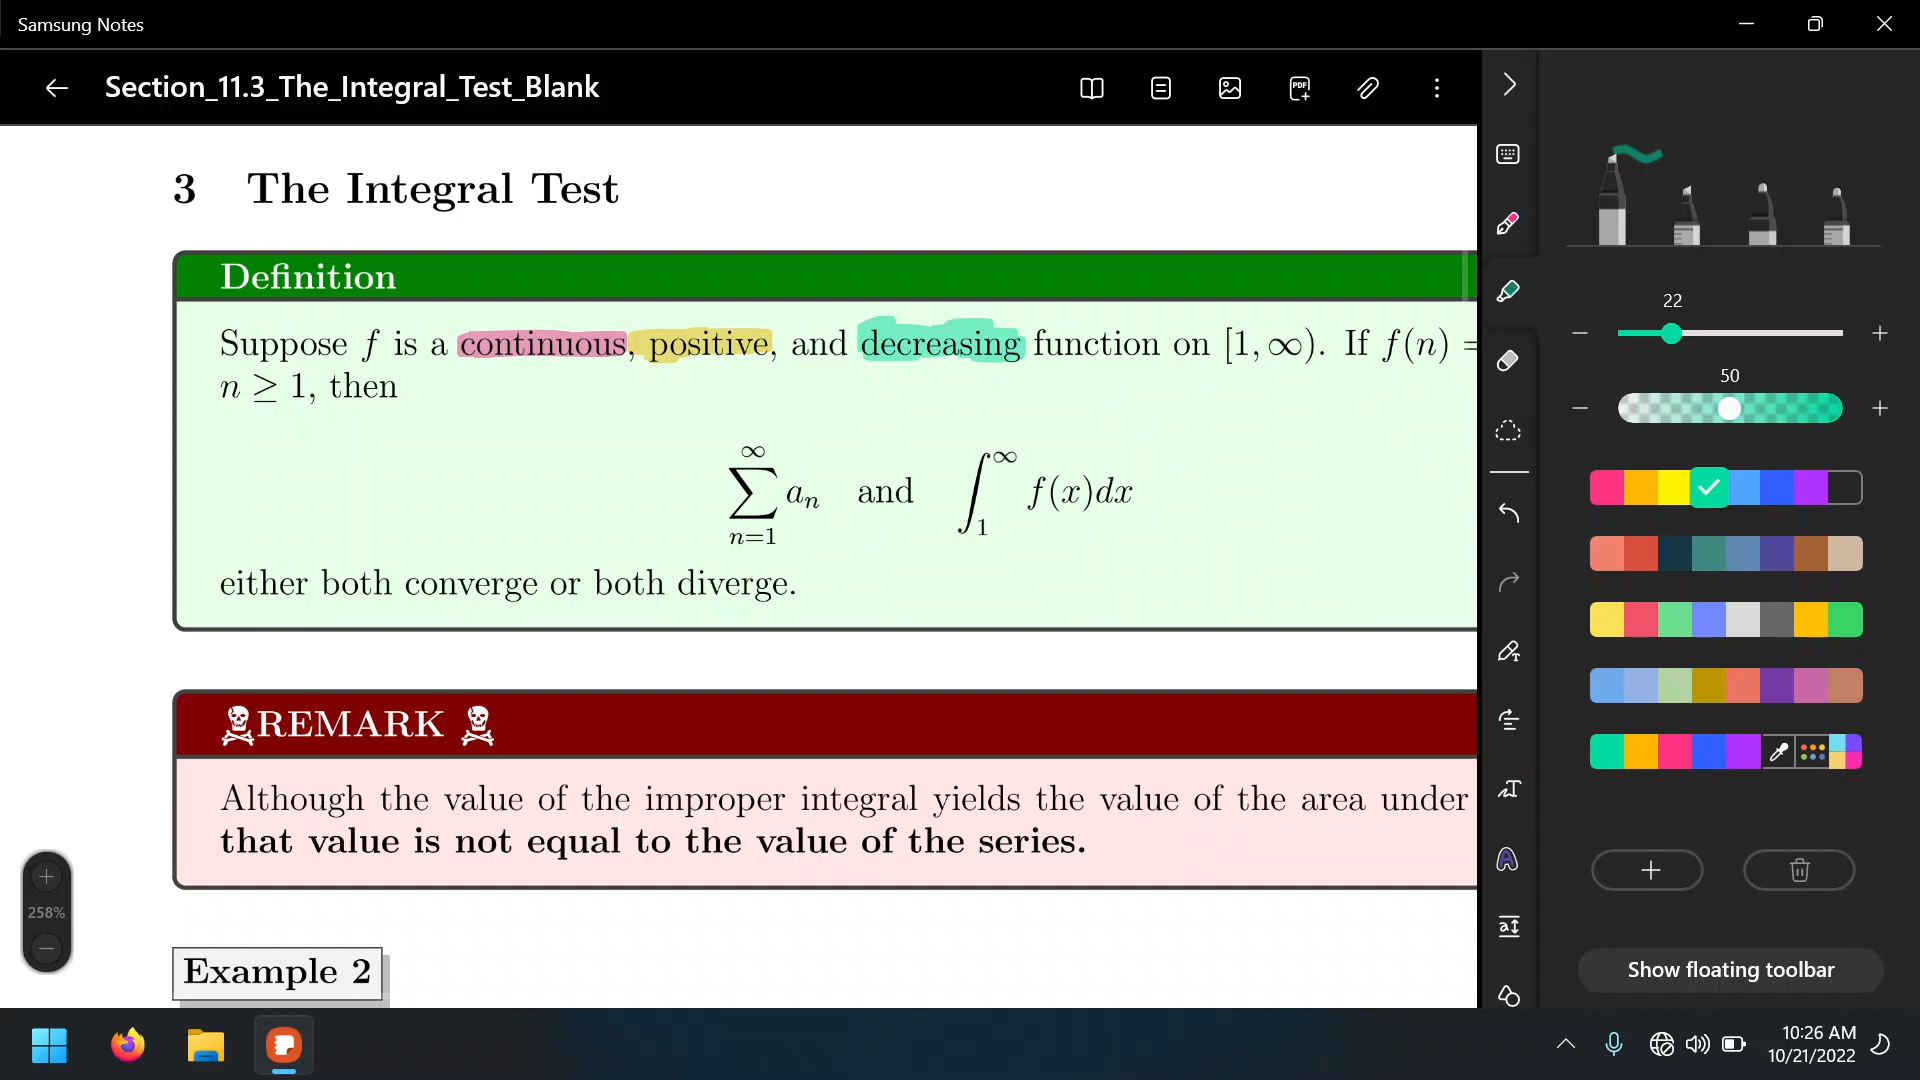 Samsung Notes
Section_11.3_The_Integral_Test_Blank
PDF
3 The Integral Test
Definition
Suppose f is a continuous, positive, and decreasing function on [1, ∞). If f(n) =
n ≥ 1, then
∞
∑ aₙ and ∫₁^∞ f(x)dx
n=1
either both converge or both diverge.
☠REMARK ☠
Although the value of the improper integral yields the value of the area under
that value is not equal to the value of the series.
Example 2
258%
22
50
Show floating toolbar
10:26 AM
10/21/2022